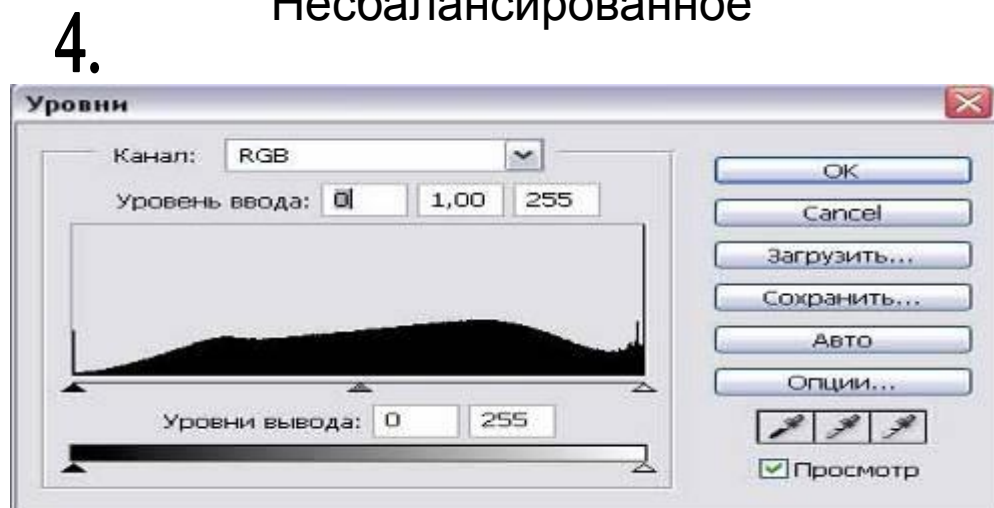 Несбалансированное
4.
Уровни
Канал: RGB
Уровень ввода: 0 1,00 255
Уровни вывода: 0 255
OK
Cancel
Загрузить...
Сохранить...
Авто
Опции...
Просмотр